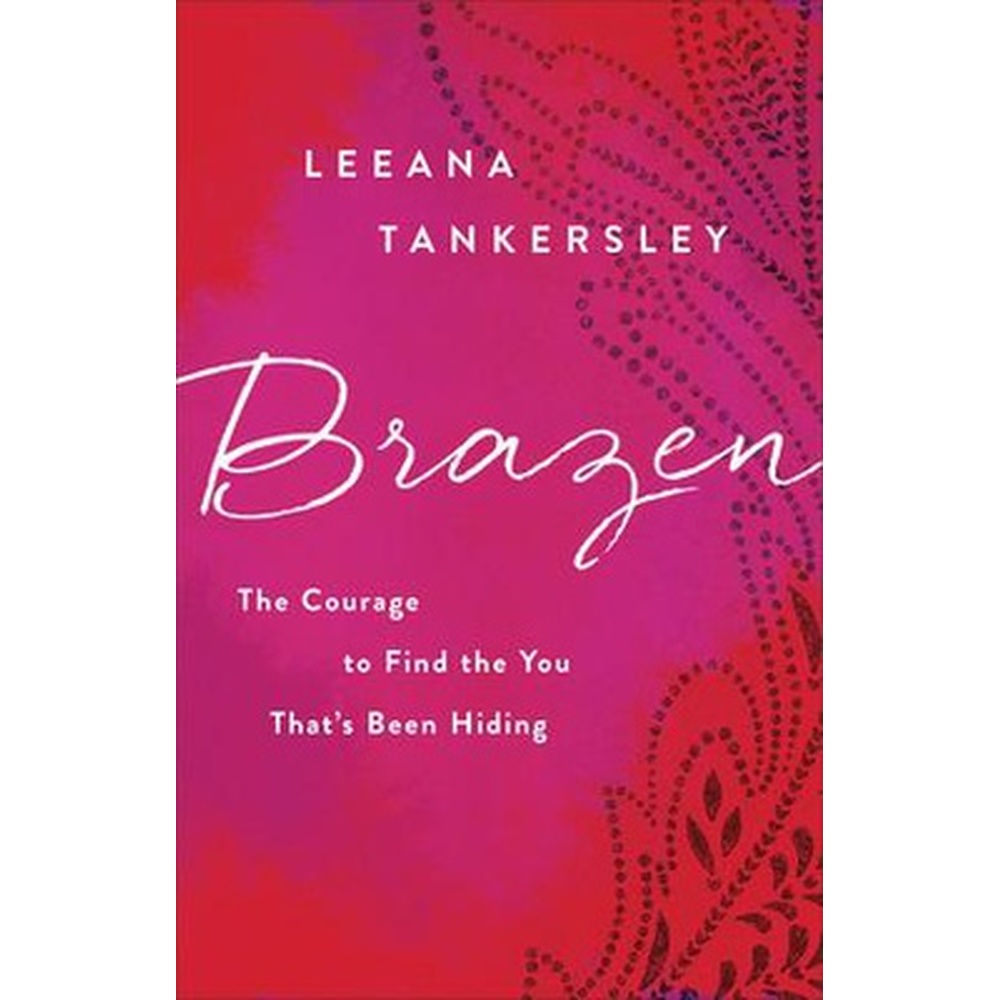 LEEANA
TANKERSLEY
Brazen
The Courage
to Find the You
That's Been Hiding